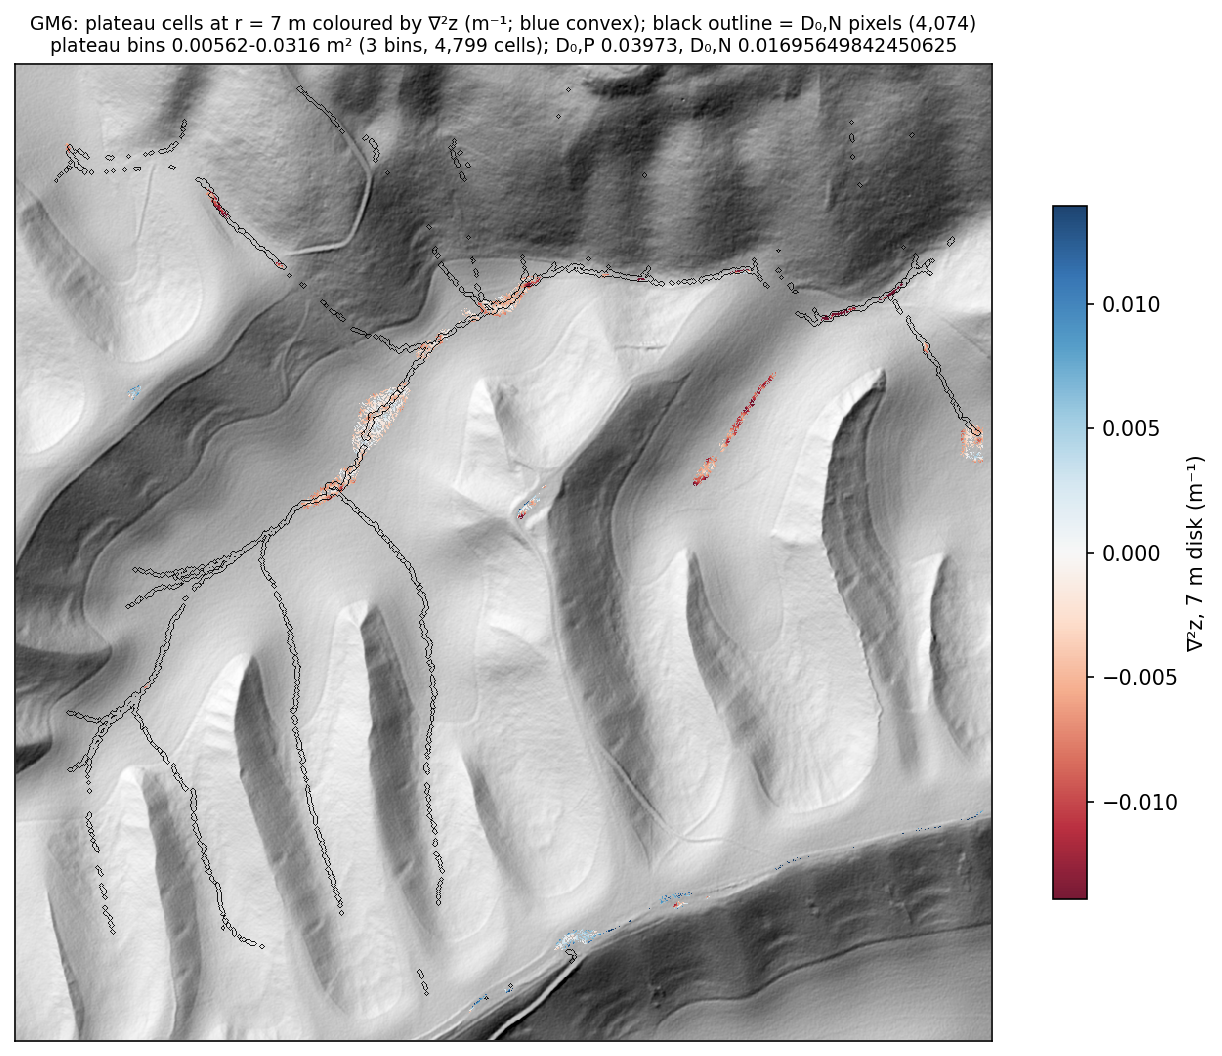 GM6: plateau cells at r = 7 m coloured by ∇²z (m⁻¹; blue convex); black outline = D₀,N pixels (4,074)
plateau bins 0.00562-0.0316 m² (3 bins, 4,799 cells); D₀,P 0.03973, D₀,N 0.01695649842450625
0.010
0.005
0.000
−0.005
−0.010
∇²z, 7 m disk (m⁻¹)